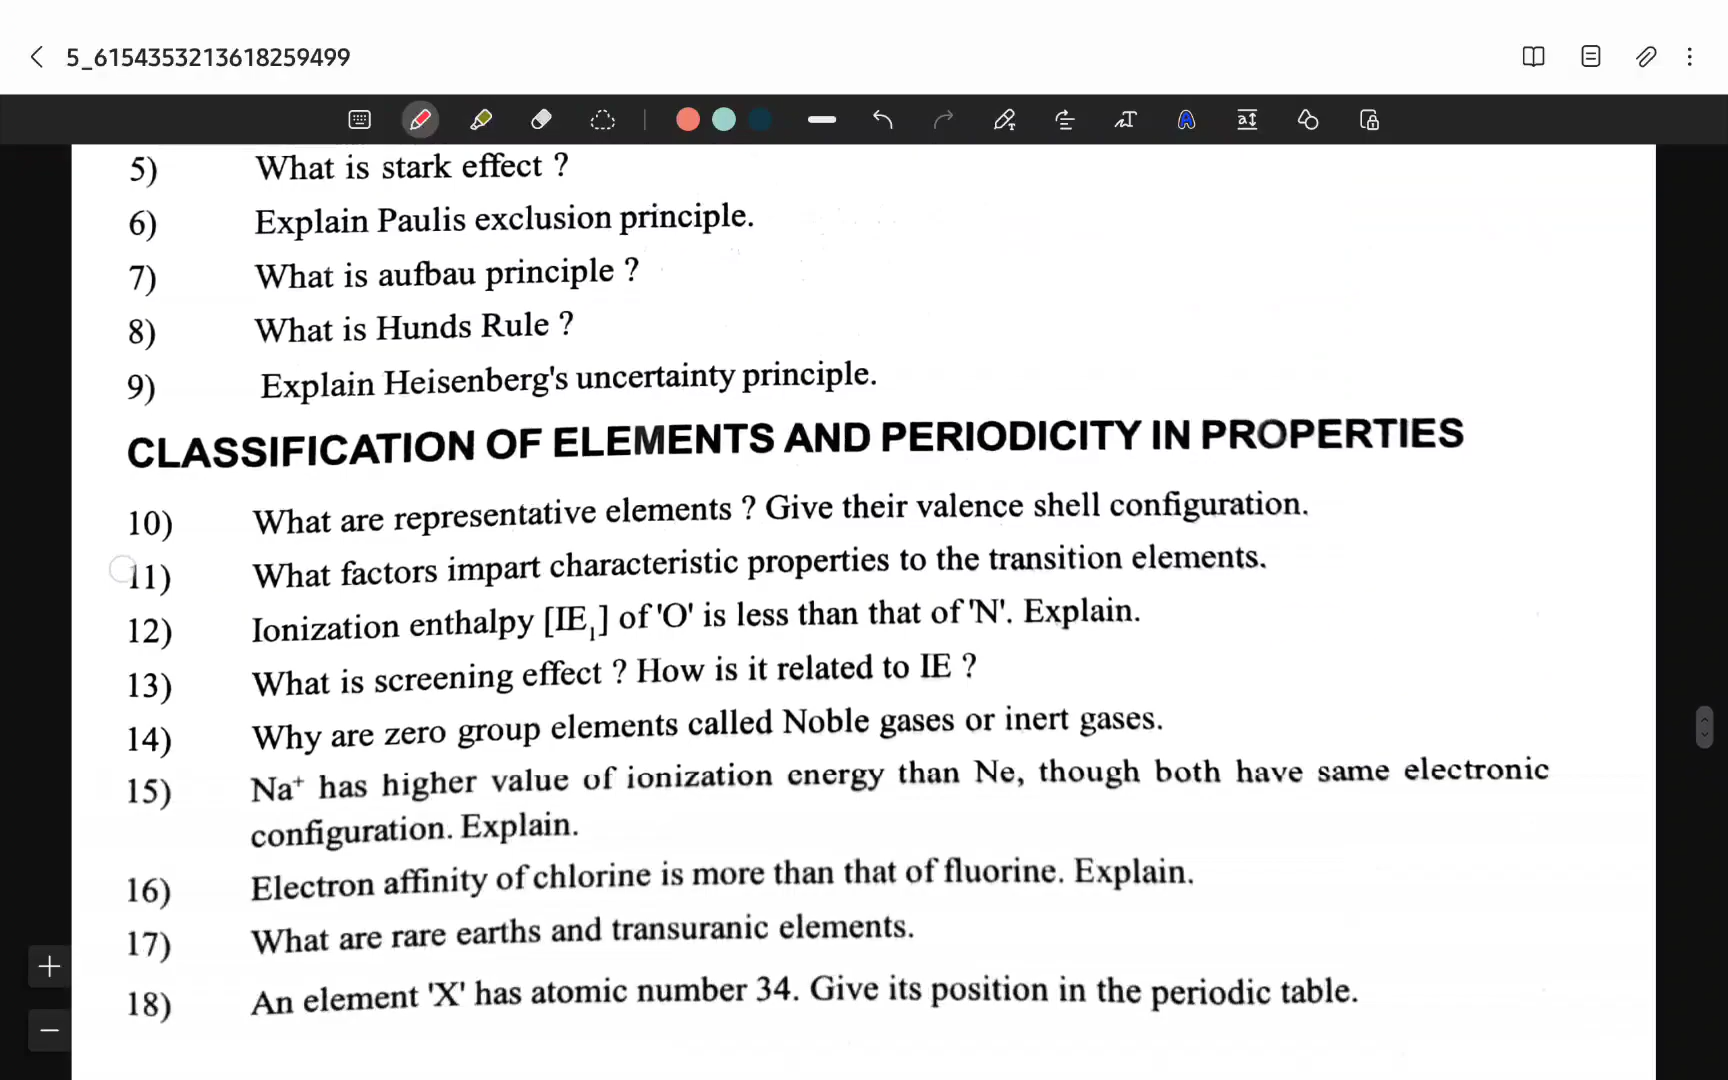 5_6154353213618259499
5) What is stark effect ?
6) Explain Paulis exclusion principle.
7) What is aufbau principle ?
8) What is Hunds Rule ?
9) Explain Heisenberg's uncertainty principle.
CLASSIFICATION OF ELEMENTS AND PERIODICITY IN PROPERTIES
10) What are representative elements ? Give their valence shell configuration.
11) What factors impart characteristic properties to the transition elements.
12) Ionization enthalpy [IE₁] of 'O' is less than that of 'N'. Explain.
13) What is screening effect ? How is it related to IE ?
14) Why are zero group elements called Noble gases or inert gases.
15) Na⁺ has higher value of ionization energy than Ne, though both have same electronic
configuration. Explain.
16) Electron affinity of chlorine is more than that of fluorine. Explain.
17) What are rare earths and transuranic elements.
18) An element 'X' has atomic number 34. Give its position in the periodic table.